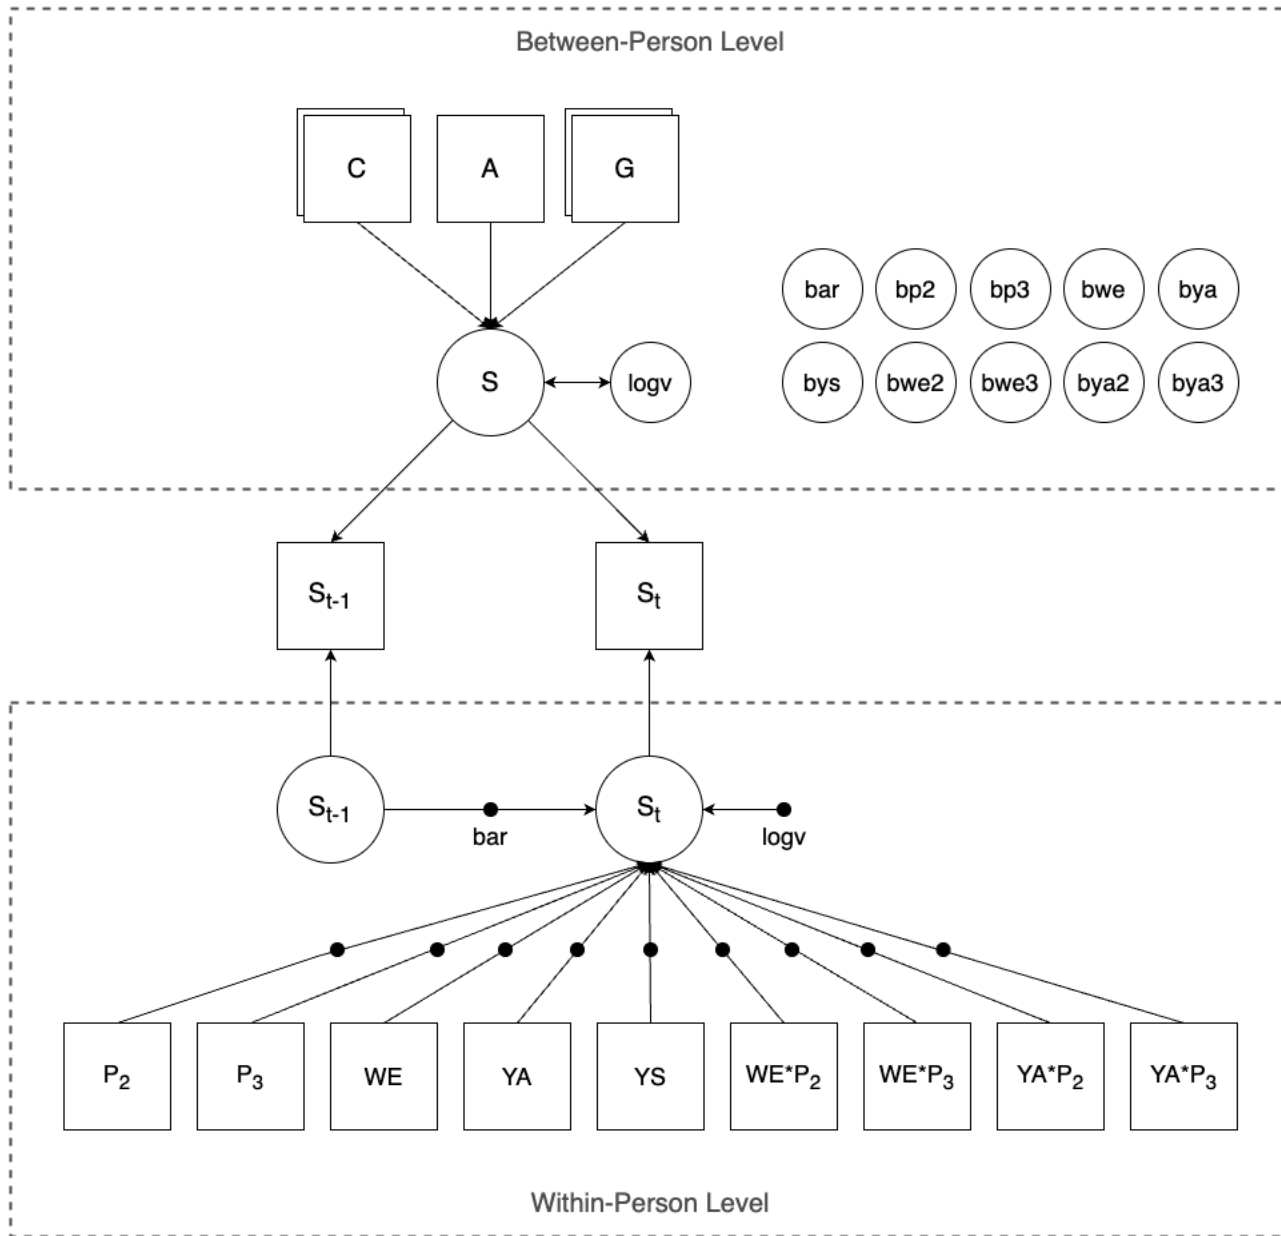 Between-Person Level
C A G
bar bp2 bp3 bwe bya
S logv bys bwe2 bwe3 bya2 bya3
Sₜ₋₁ Sₜ
Sₜ₋₁ Sₜ
bar logv
P₂ P₃ WE YA YS WE*P₂ WE*P₃ YA*P₂ YA*P₃
Within-Person Level